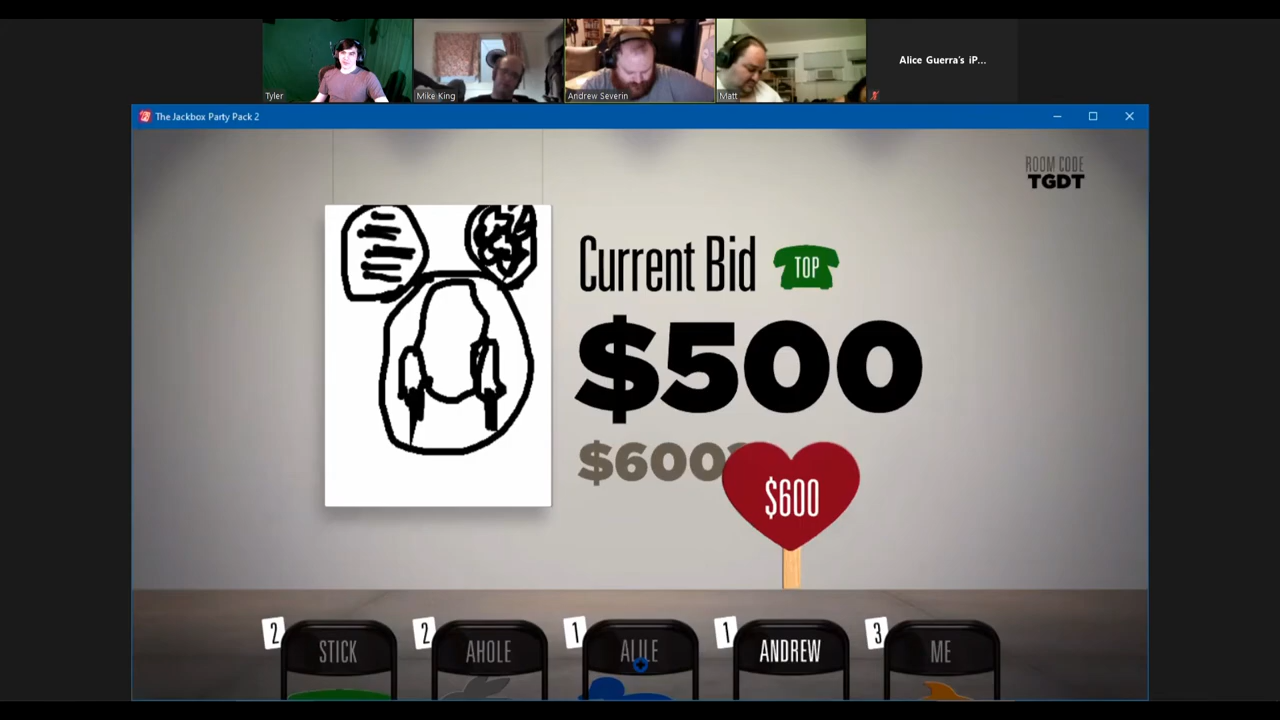 Tyler
Mike King
Andrew Severin
Matt
Alice Guerra's iP...
The Jackbox Party Pack 2
ROOM CODE
TGDT
Current Bid
TOP
$500
$600?
$600
2
STICK
2
AHOLE
1
1
ANDREW
3
ME